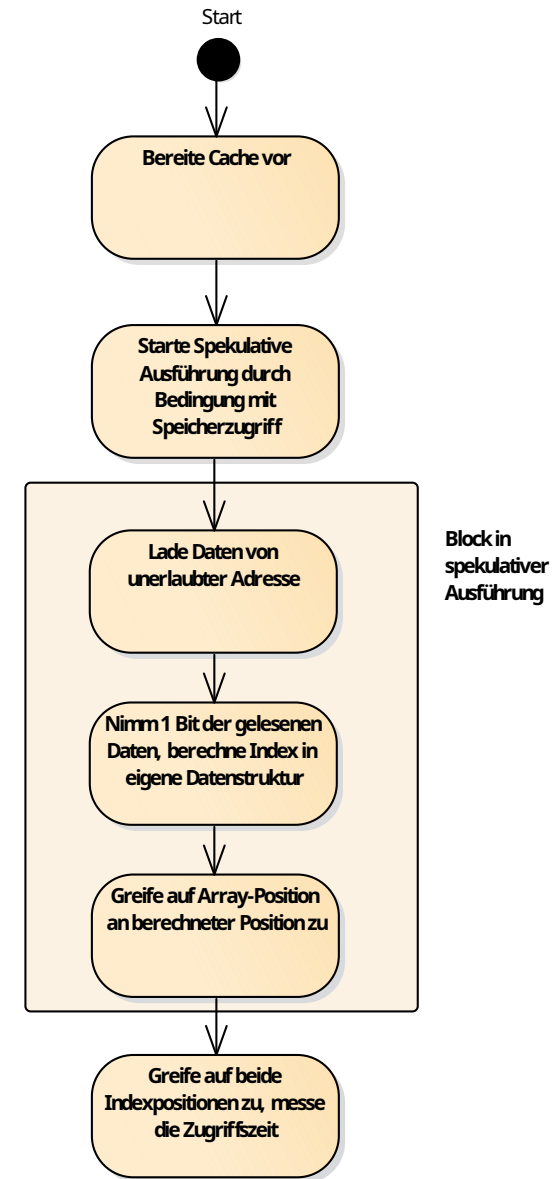 Start
Bereite Cache vor
Starte Spekulative
Ausführung durch
Bedingung mit
Speicherzugriff
Block in
spekulativer
Ausführung
Lade Daten von
unerlaubter Adresse
Nimm 1 Bit der gelesenen
Daten, berechne Index in
eigene Datenstruktur
Greife auf Array-Position
an berechneter Position zu
Greife auf beide
Indexpositionen zu, messe
die Zugriffszeit